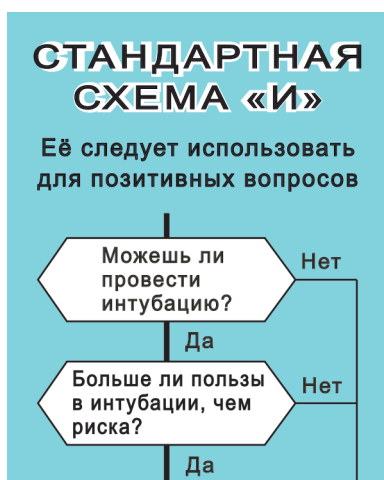 СТАНДАРТНАЯ
СХЕМА «И»
Её следует использовать
для позитивных вопросов
Можешь ли
провести
интубацию?
Нет
Да
Больше ли пользы
в интубации, чем
риска?
Нет
Да